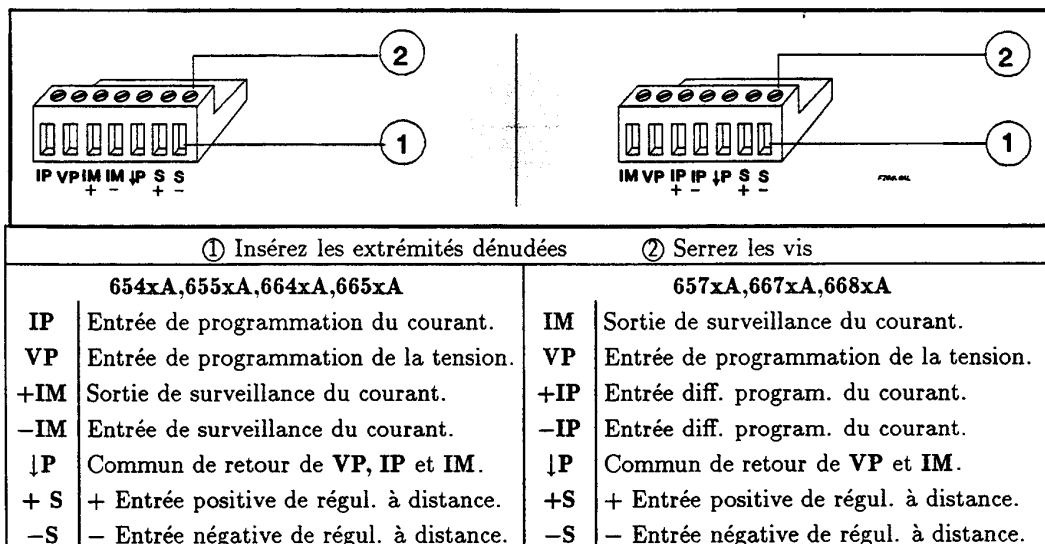 2 2
1 1
IP VP IM IM ↓P S S IM VP IP IP ↓P S S
+ − + − + − + −
① Insérez les extrémités dénudées ② Serrez les vis
654xA,655xA,664xA,665xA 657xA,667xA,668xA
IP Entrée de programmation du courant. IM Sortie de surveillance du courant.
VP Entrée de programmation de la tension. VP Entrée de programmation de la tension.
+IM Sortie de surveillance du courant. +IP Entrée diff. program. du courant.
−IM Entrée de surveillance du courant. −IP Entrée diff. program. du courant.
↓P Commun de retour de VP, IP et IM. ↓P Commun de retour de VP et IM.
+ S + Entrée positive de régul. à distance. +S + Entrée positive de régul. à distance.
−S − Entrée négative de régul. à distance. −S − Entrée négative de régul. à distance.